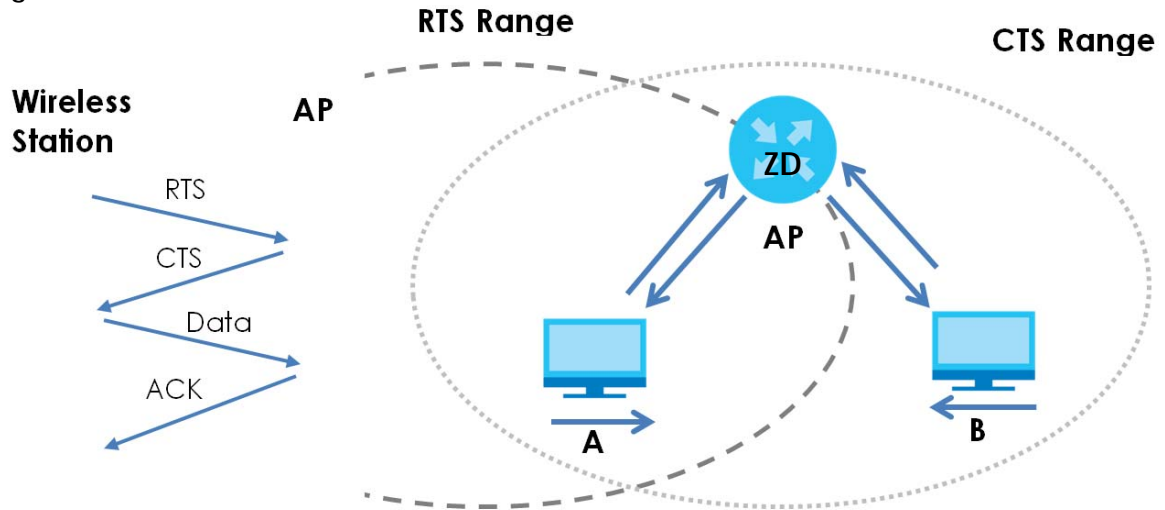 RTS Range
CTS Range
Wireless
Station
AP
RTS
CTS
Data
ACK
ZD
AP
A
B